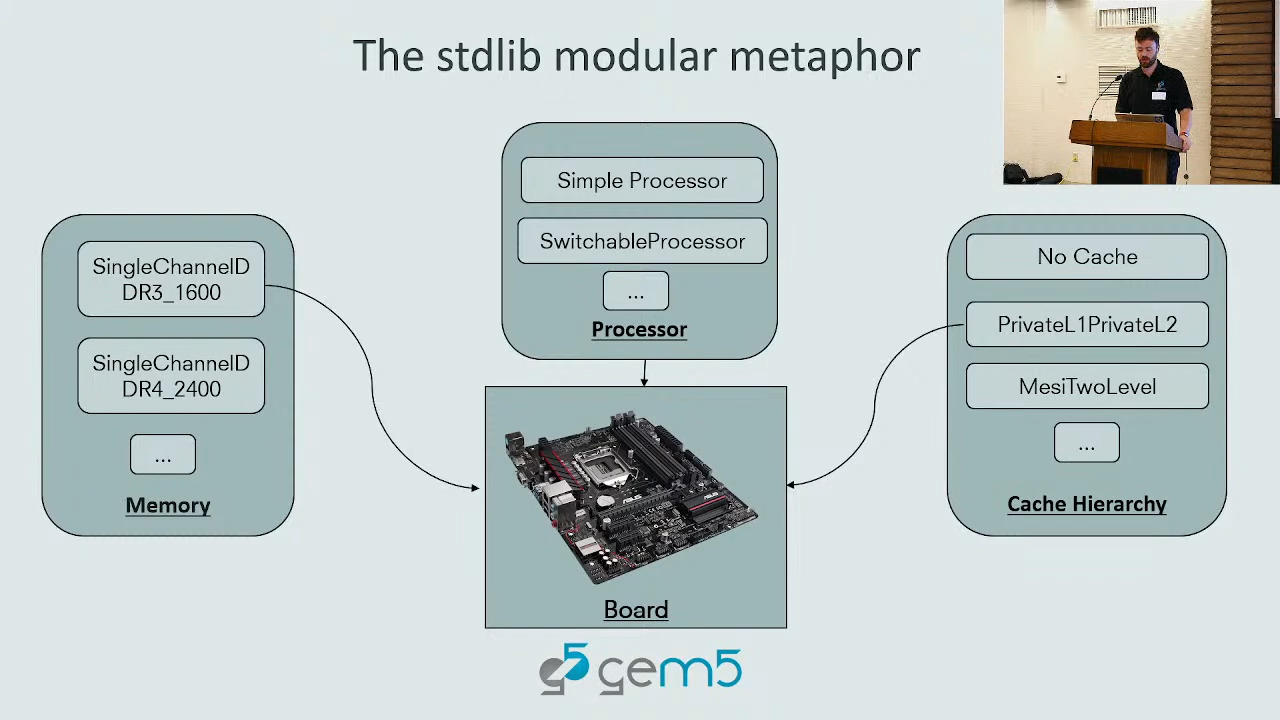 The stdlib modular metaphor
Simple Processor
SwitchableProcessor
...
Processor
SingleChannelD
DR3_1600
SingleChannelD
DR4_2400
...
Memory
No Cache
PrivateL1PrivateL2
MesiTwoLevel
...
Cache Hierarchy
Board
g5 gem5